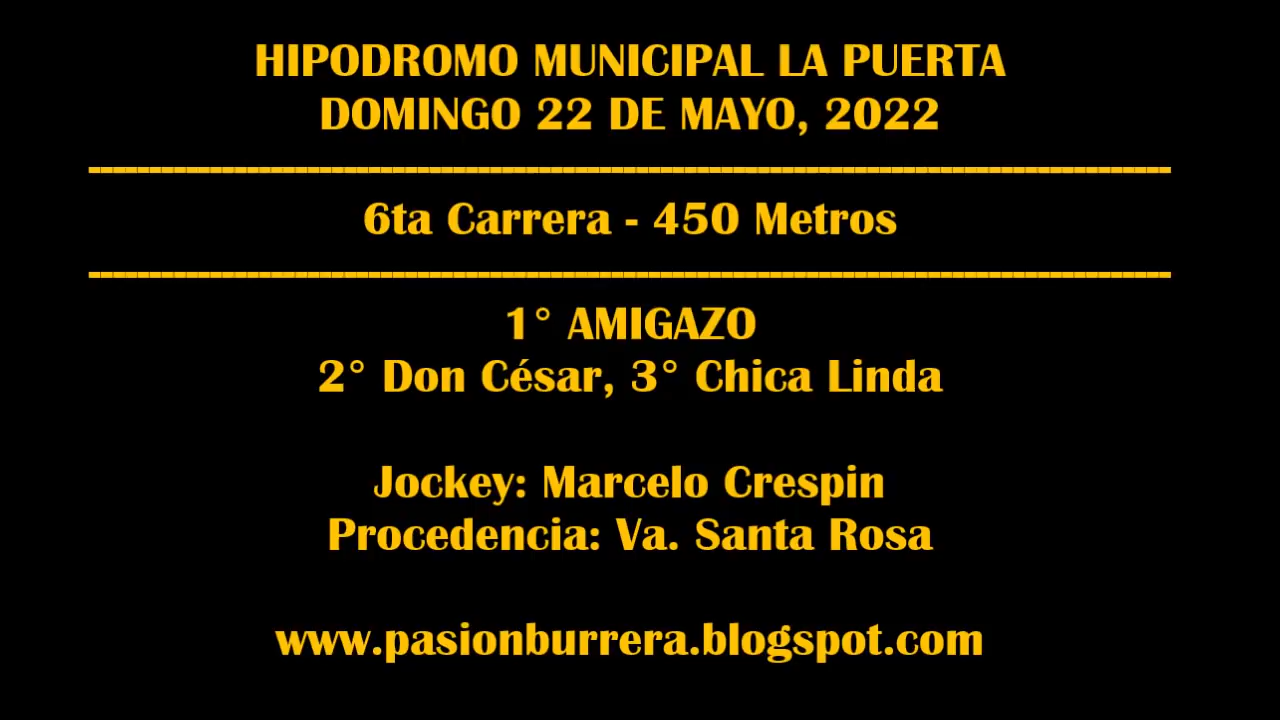 HIPODROMO MUNICIPAL LA PUERTA
DOMINGO 22 DE MAYO, 2022
6ta Carrera - 450 Metros
1° AMIGAZO
2° Don César, 3° Chica Linda
Jockey: Marcelo Crespin
Procedencia: Va. Santa Rosa
www.pasionburrera.blogspot.com